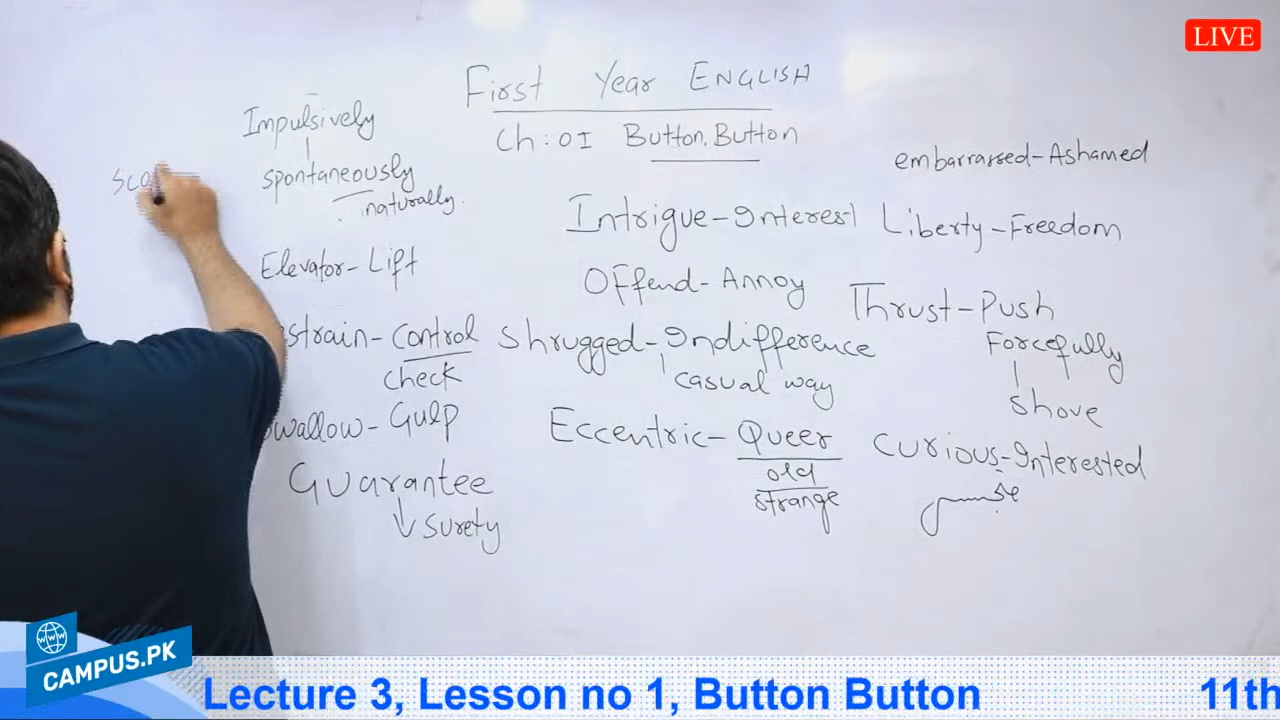 LIVE
First Year ENGLISH
Ch:01 Button.Button
Impulsively
spontaneously
naturally.
Elevator-Lift
strain-control
check
wallow-Gulp
Guarantee
surety
Intrigue-Interest
Offend-Annoy
Shrugged-Indifference
casual way
Eccentric-Queer
old
strange
embarrassed-Ashamed
Liberty-Freedom
Thrust-Push
Forcefully
shove
Curious-Interested
WWW
CAMPUS.PK
Lecture 3, Lesson no 1, Button Button
11th